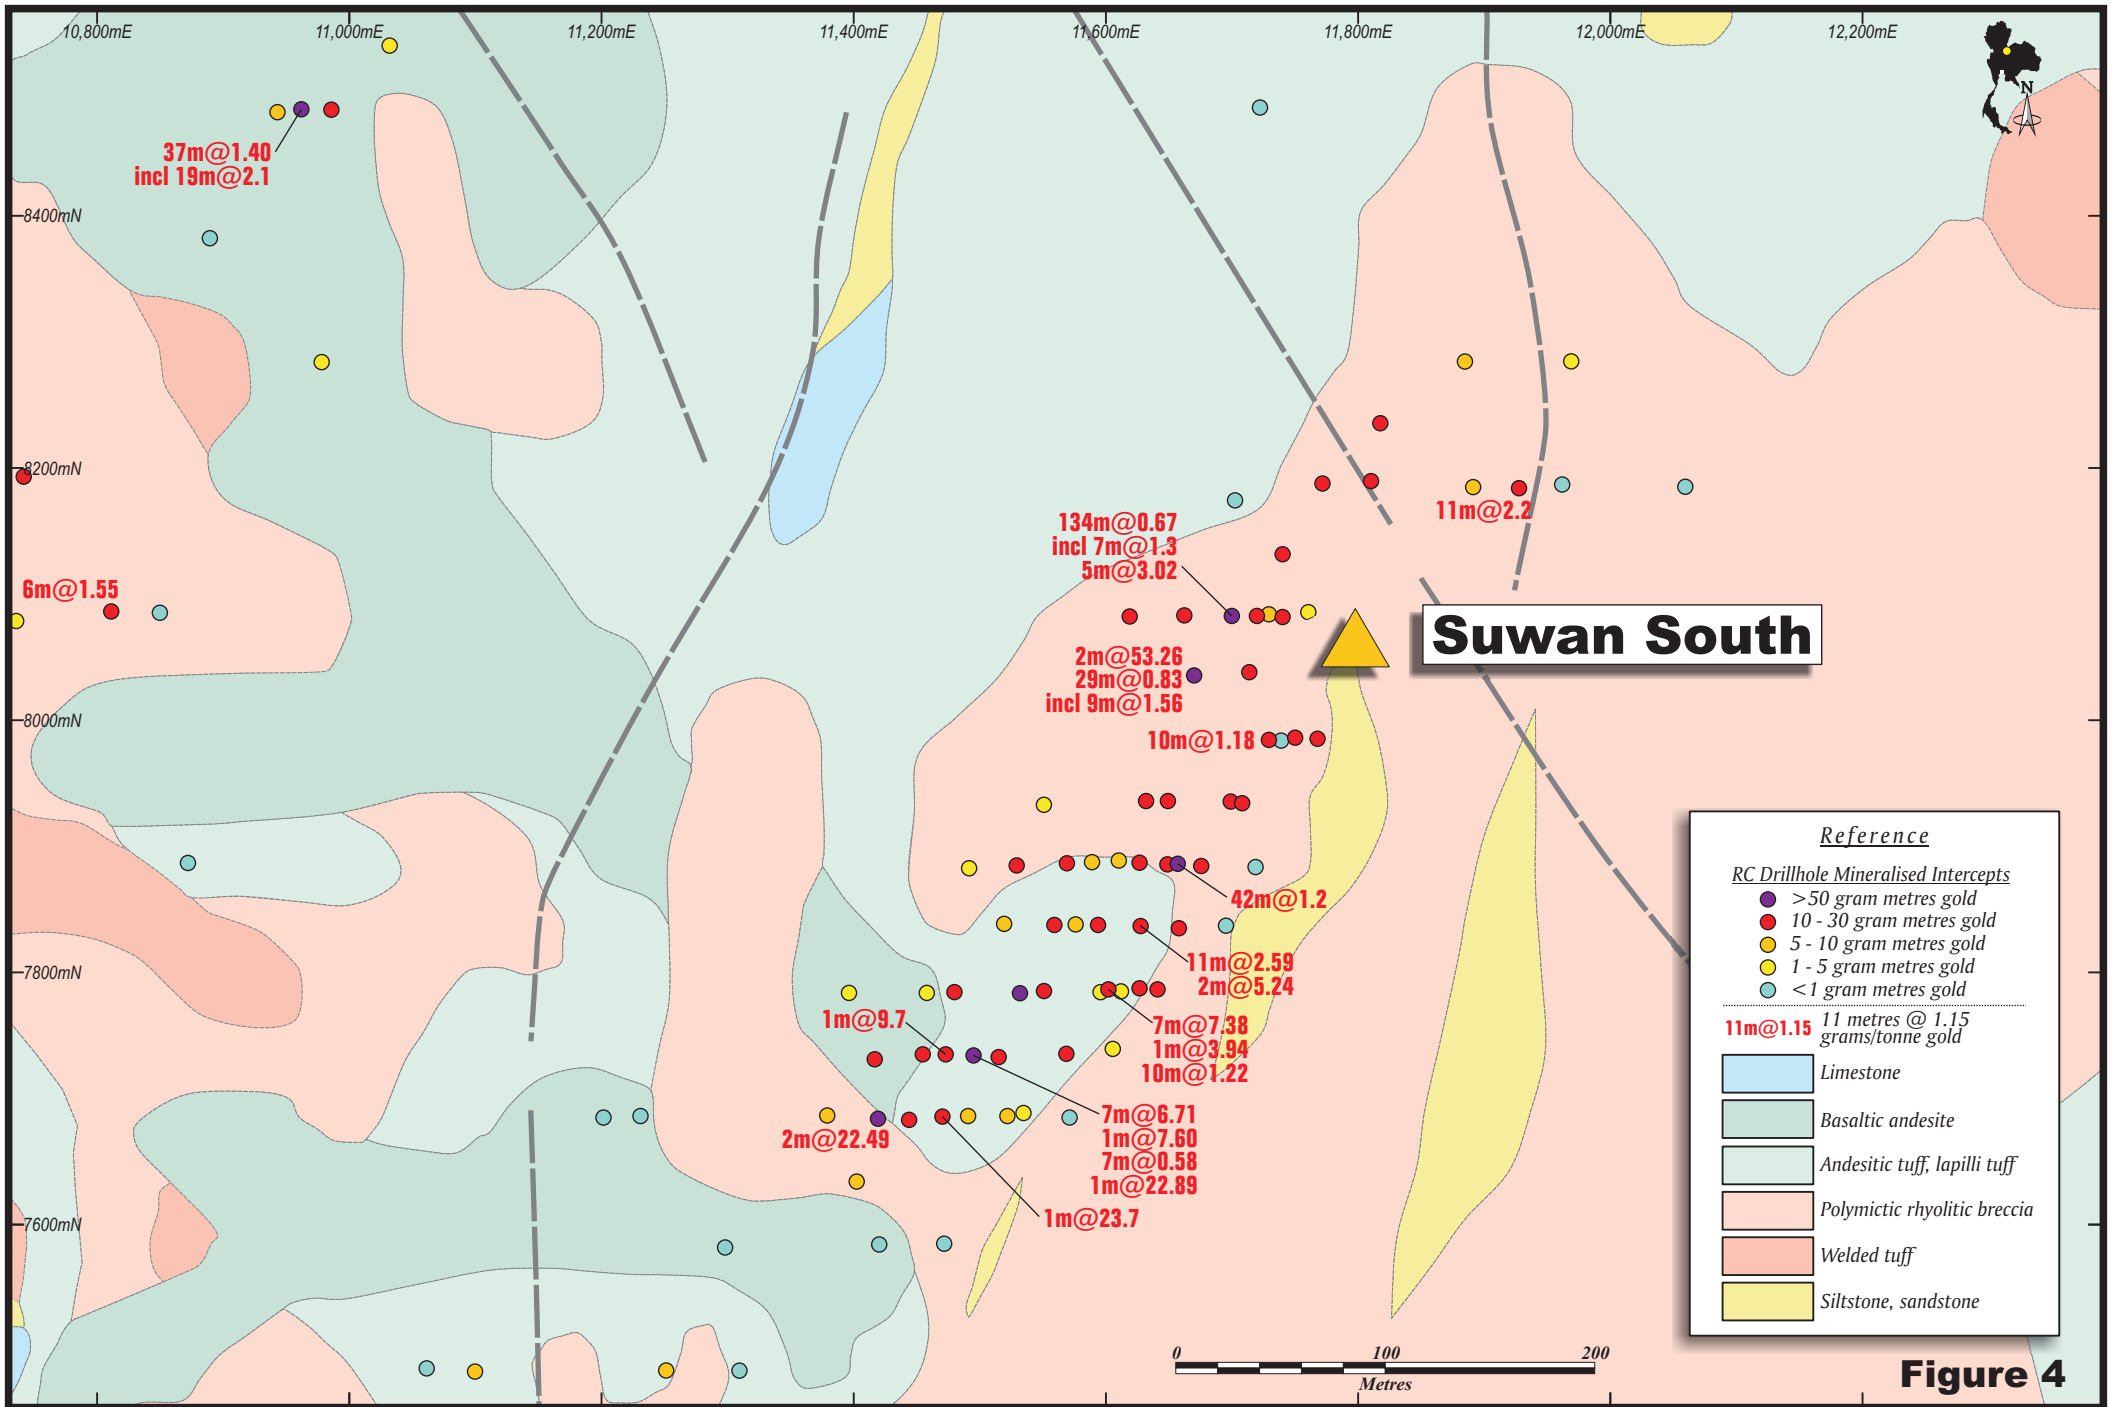 10,800mE 11,000mE 11,200mE 11,400mE 11,600mE 11,800mE 12,000mE 12,200mE
N
37m@1.40
incl 19m@2.1
8400mN
8200mN
11m@2.2
134m@0.67
incl 7m@1.3
5m@3.02
6m@1.55
Suwan South
2m@53.26
29m@0.83
incl 9m@1.56
8000mN
10m@1.18
42m@1.2
7800mN
11m@2.59
2m@5.24
1m@9.7
7m@7.38
1m@3.94
10m@1.22
2m@22.49
7m@6.71
1m@7.60
7m@0.58
1m@22.89
1m@23.7
7600mN
Reference
RC Drillhole Mineralised Intercepts
>50 gram metres gold
10 - 30 gram metres gold
5 - 10 gram metres gold
1 - 5 gram metres gold
<1 gram metres gold
11m@1.15 11 metres @ 1.15
grams/tonne gold
Limestone
Basaltic andesite
Andesitic tuff, lapilli tuff
Polymictic rhyolitic breccia
Welded tuff
Siltstone, sandstone
0 100 200
Metres
Figure 4